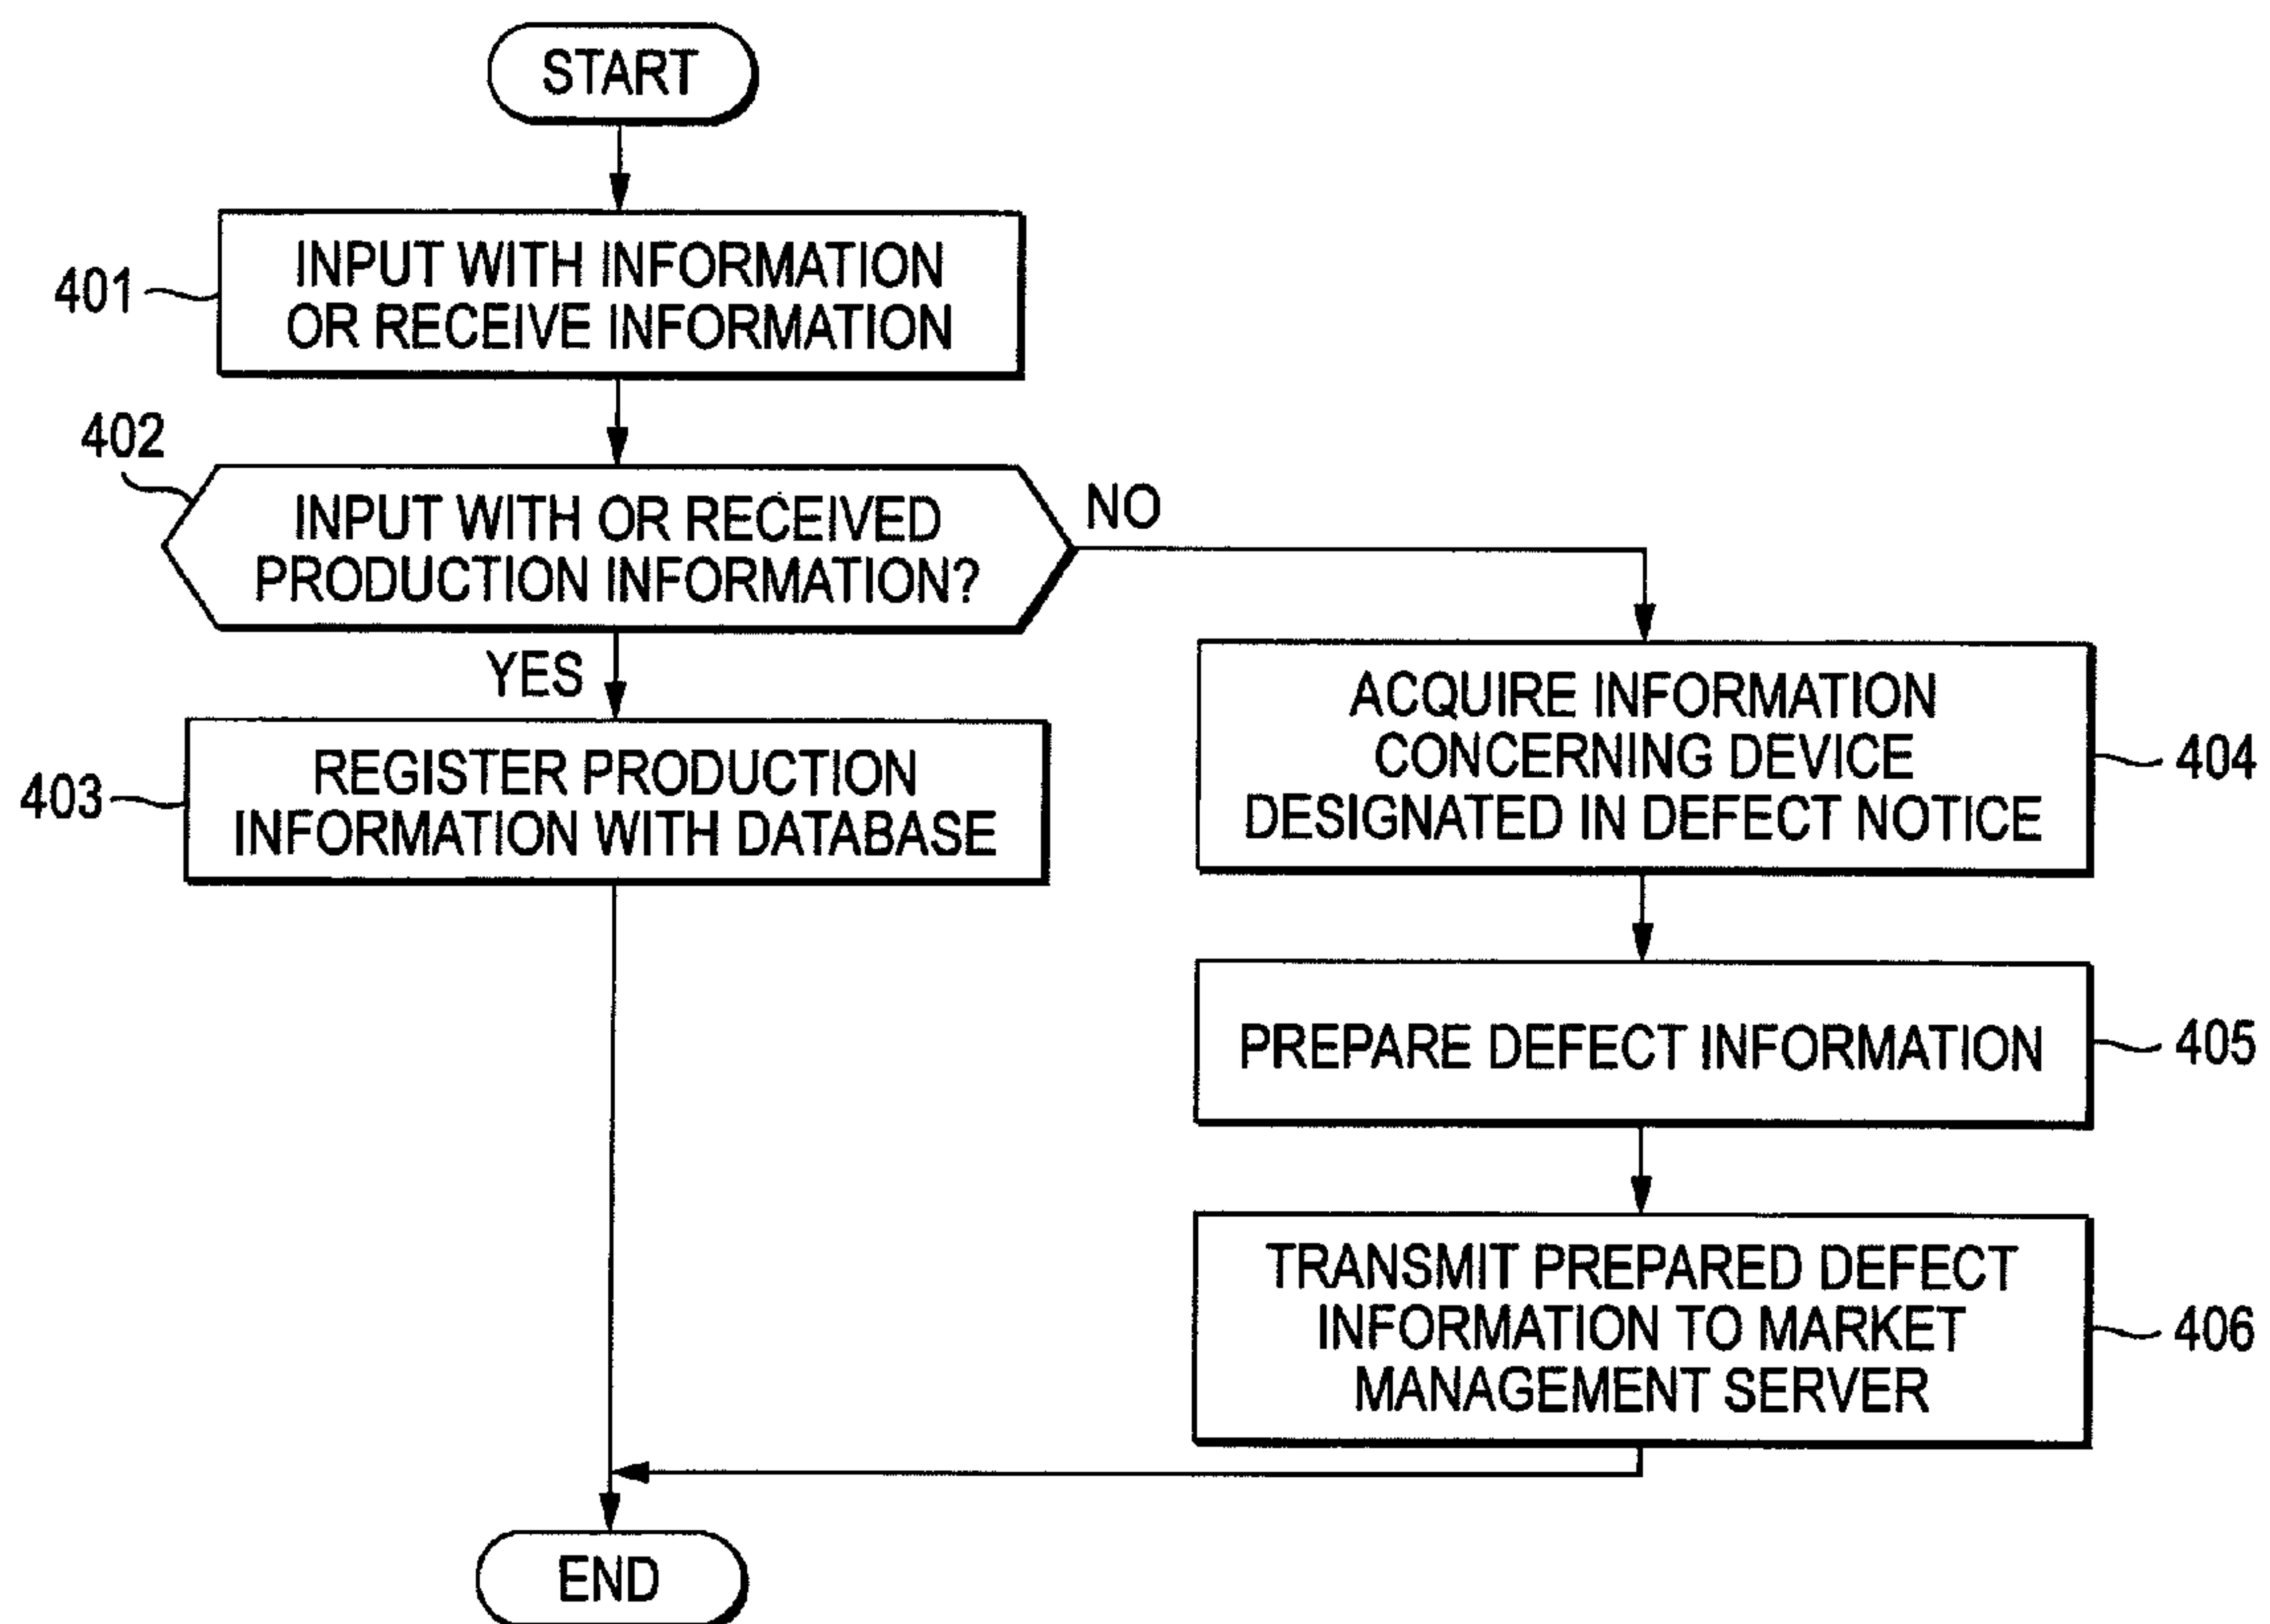 START
401
INPUT WITH INFORMATION
OR RECEIVE INFORMATION
402
INPUT WITH OR RECEIVED
PRODUCTION INFORMATION?
NO
YES
403
REGISTER PRODUCTION
INFORMATION WITH DATABASE
ACQUIRE INFORMATION
CONCERNING DEVICE
DESIGNATED IN DEFECT NOTICE
404
PREPARE DEFECT INFORMATION
405
TRANSMIT PREPARED DEFECT
INFORMATION TO MARKET
MANAGEMENT SERVER
406
END